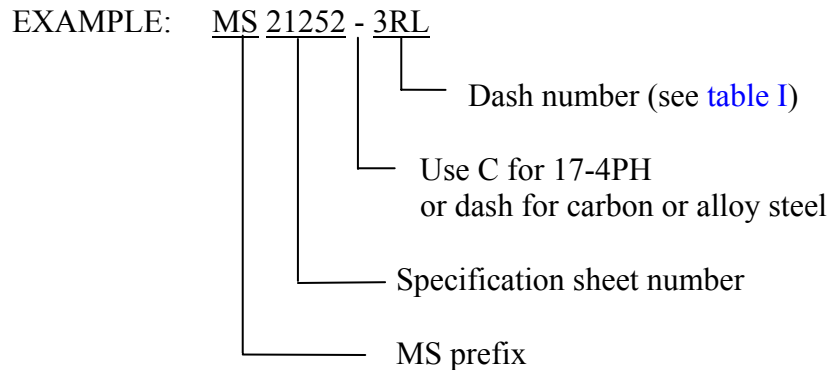 EXAMPLE: MS 21252 - 3RL
Dash number (see table I)
Use C for 17-4PH
or dash for carbon or alloy steel
Specification sheet number
MS prefix